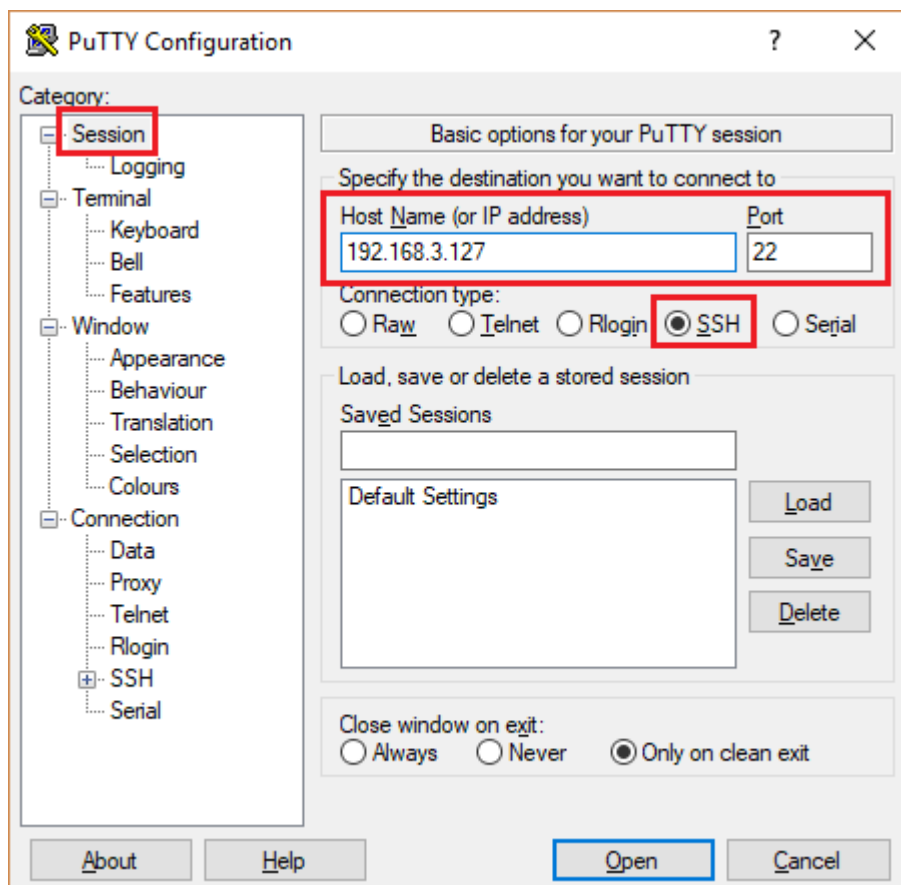 PuTTY Configuration ? ×
Category:
Session
Logging
Terminal
Keyboard
Bell
Features
Window
Appearance
Behaviour
Translation
Selection
Colours
Connection
Data
Proxy
Telnet
Rlogin
SSH
Serial
Basic options for your PuTTY session
Specify the destination you want to connect to
Host Name (or IP address) Port
192.168.3.127 22
Connection type:
Raw Telnet Rlogin SSH Serial
Load, save or delete a stored session
Saved Sessions
Default Settings
Load
Save
Delete
Close window on exit:
Always Never Only on clean exit
About Help Open Cancel